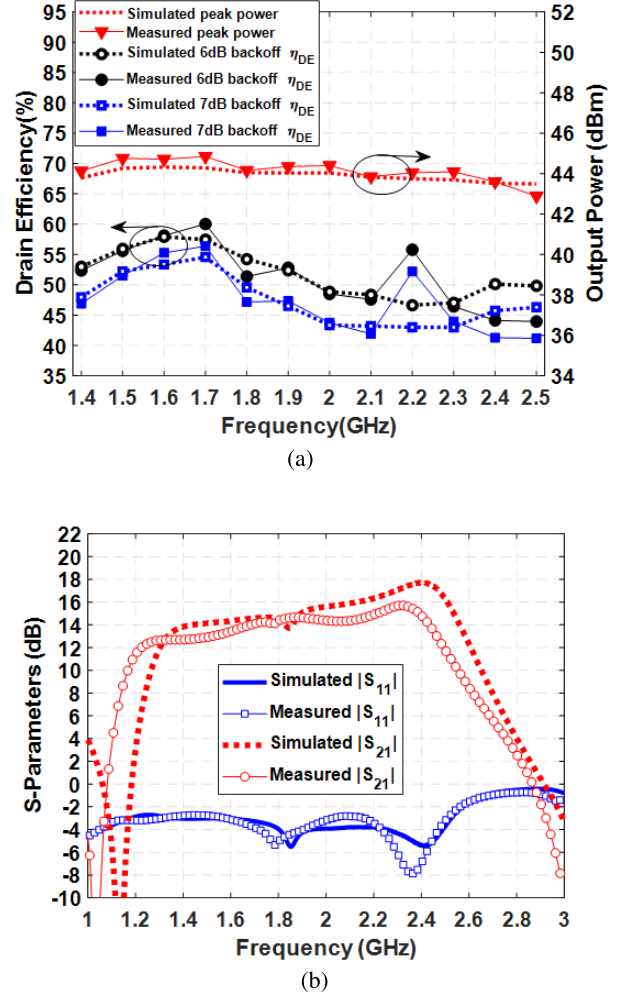 95
90
85
80
75
70
65
60
55
50
45
40
35
Drain Efficiency(%)
Simulated peak power
Measured peak power
Simulated 6dB backoff ηDE
Measured 6dB backoff ηDE
Simulated 7dB backoff ηDE
Measured 7dB backoff ηDE
52
50
48
46
44
42
40
38
36
34
Output Power (dBm)
1.4 1.5 1.6 1.7 1.8 1.9 2 2.1 2.2 2.3 2.4 2.5
Frequency(GHz)
(a)
22
20
18
16
14
12
10
8
6
4
2
0
-2
-4
-6
-8
-10
S-Parameters (dB)
Simulated |S11|
Measured |S11|
Simulated |S21|
Measured |S21|
1 1.2 1.4 1.6 1.8 2 2.2 2.4 2.6 2.8 3
Frequency (GHz)
(b)